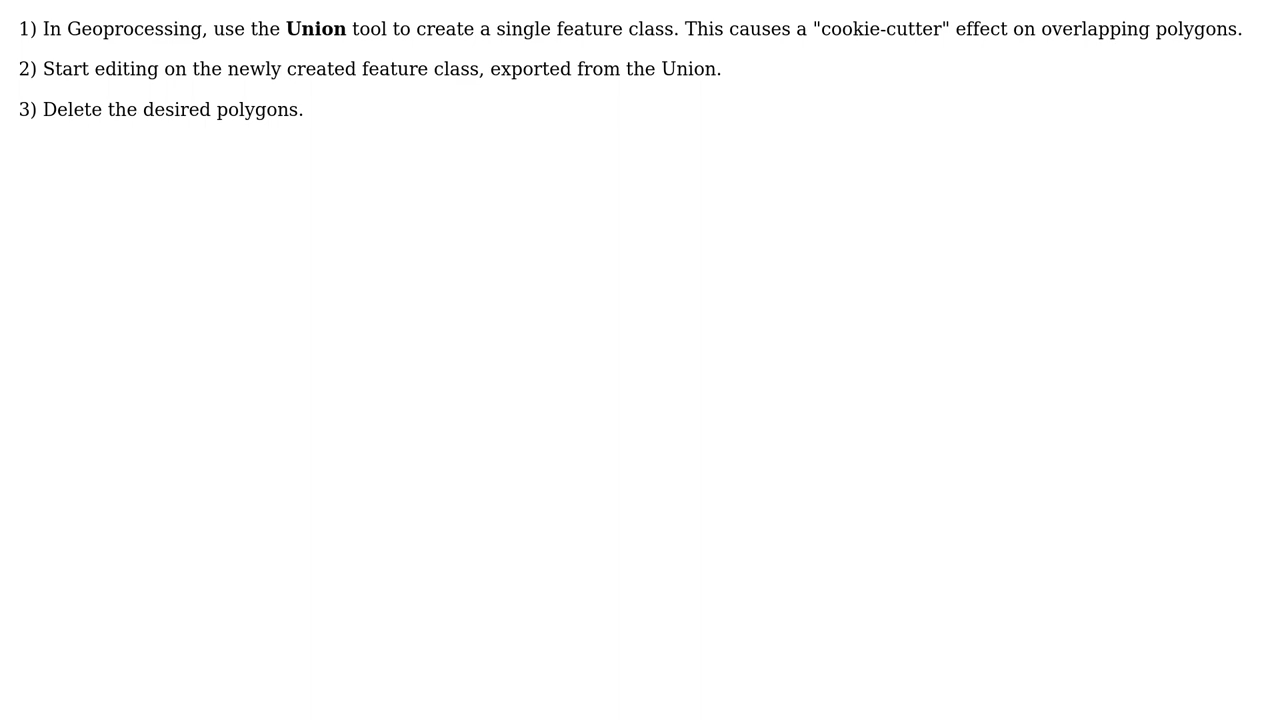 1) In Geoprocessing, use the Union tool to create a single feature class. This causes a "cookie-cutter" effect on overlapping polygons.
2) Start editing on the newly created feature class, exported from the Union.
3) Delete the desired polygons.